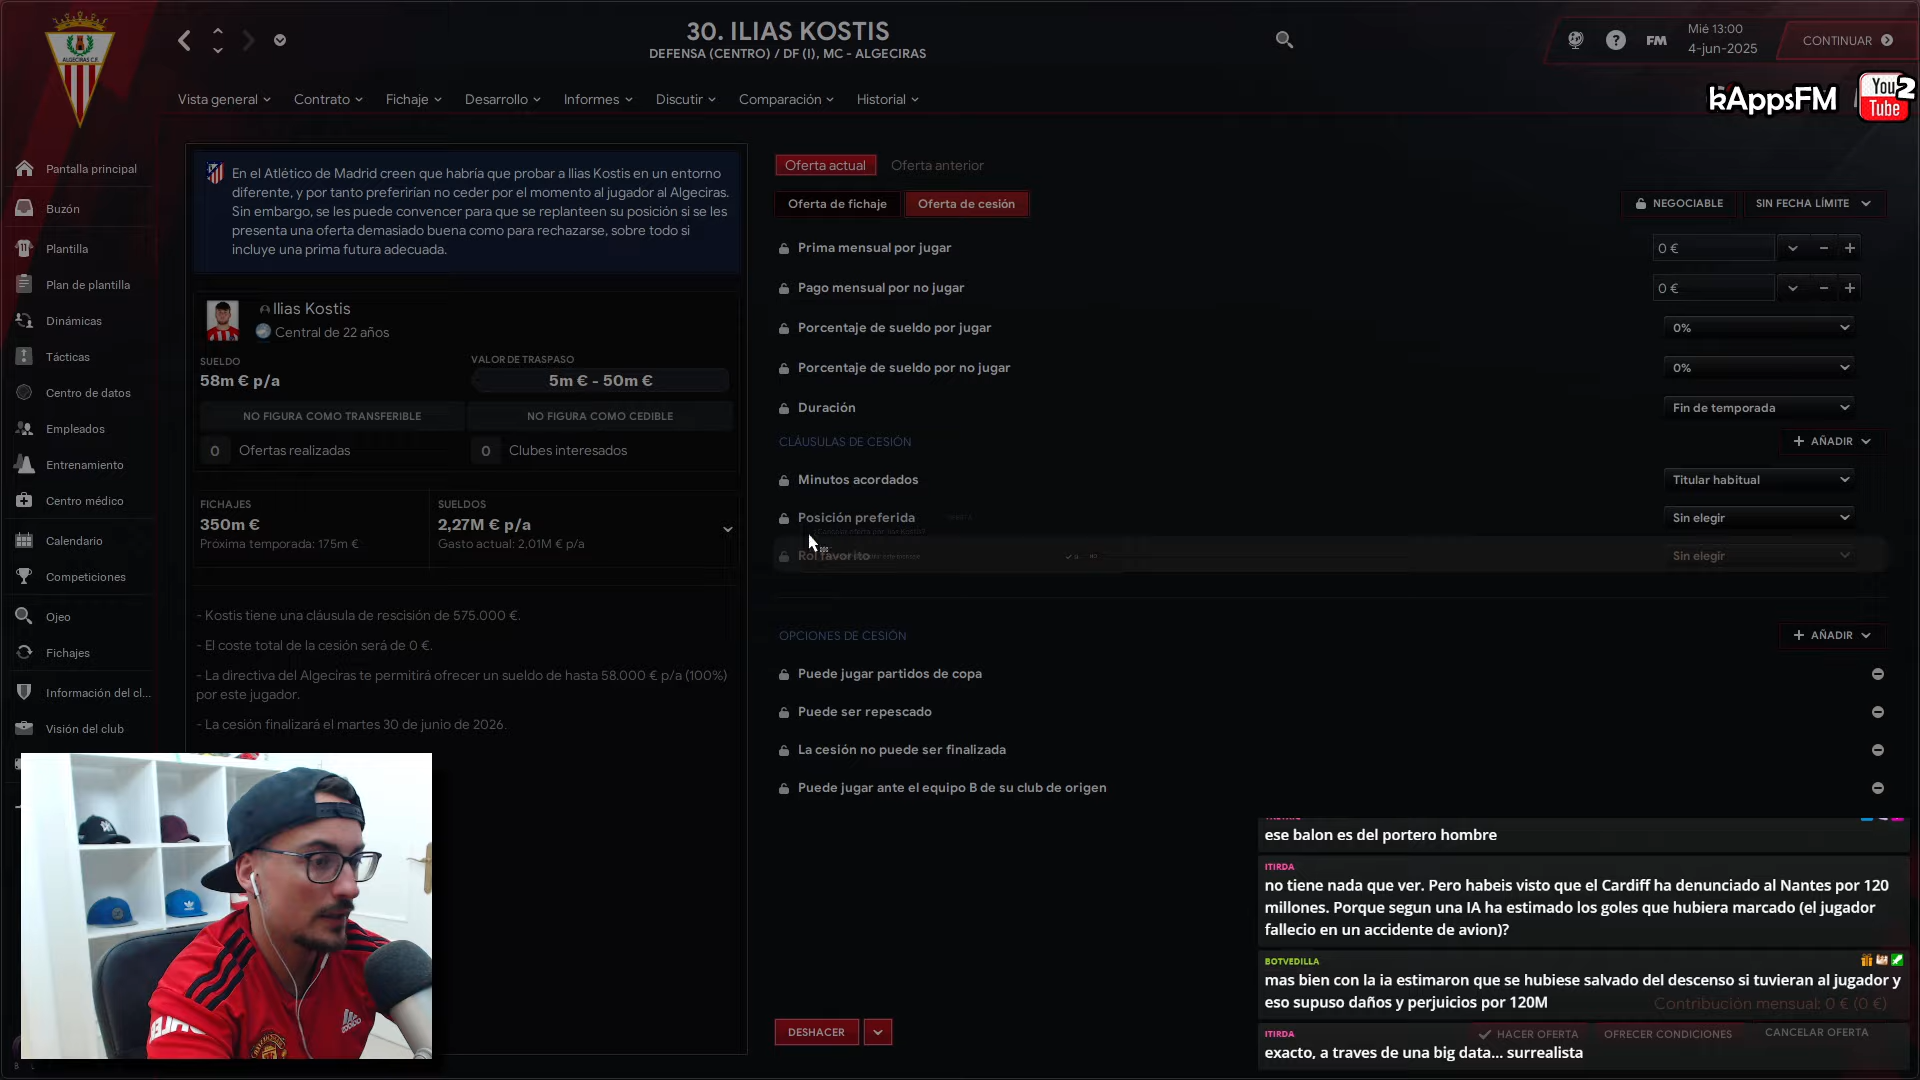 30. ILIAS KOSTIS
DEFENSA (CENTRO) / DF (I), MC - ALGECIRAS
FM
Mié 13:00
4-jun-2025
CONTINUAR
kAppsFM
You2
Tube
ALGECIRAS C.F.
Vista general
Contrato
Fichaje
Desarrollo
Informes
Discutir
Comparación
Historial
Pantalla principal
Buzón
Plantilla
Plan de plantilla
Dinámicas
Tácticas
Centro de datos
Empleados
Entrenamiento
Centro médico
Calendario
Competiciones
Ojeo
Fichajes
Información del cl...
Visión del club
En el Atlético de Madrid creen que habría que probar a Ilias Kostis en un entorno
diferente, y por tanto preferirían no ceder por el momento al jugador al Algeciras.
Sin embargo, se les puede convencer para que se replanteen su posición si se les
presenta una oferta demasiado buena como para rechazarse, sobre todo si
incluye una prima futura adecuada.
Ilias Kostis
Central de 22 años
SUELDO
58m € p/a
VALOR DE TRASPASO
5m € - 50m €
NO FIGURA COMO TRANSFERIBLE
NO FIGURA COMO CEDIBLE
0 Ofertas realizadas
0 Clubes interesados
FICHAJES
350m €
Próxima temporada: 175m €
SUELDOS
2,27M € p/a
Gasto actual: 2,01M € p/a
- Kostis tiene una cláusula de rescisión de 575.000 €.
- El coste total de la cesión será de 0 €.
- La directiva del Algeciras te permitirá ofrecer un sueldo de hasta 58.000 € p/a (100%)
por este jugador.
- La cesión finalizará el martes 30 de junio de 2026.
Oferta actual
Oferta anterior
Oferta de fichaje
Oferta de cesión
NEGOCIABLE
SIN FECHA LÍMITE
Prima mensual por jugar
0 €
Pago mensual por no jugar
0 €
Porcentaje de sueldo por jugar
0%
Porcentaje de sueldo por no jugar
0%
Duración
Fin de temporada
CLÁUSULAS DE CESIÓN
AÑADIR
Minutos acordados
Titular habitual
Posición preferida
Sin elegir
Rol favorito
Sin elegir
OPCIONES DE CESIÓN
AÑADIR
Puede jugar partidos de copa
Puede ser repescado
La cesión no puede ser finalizada
Puede jugar ante el equipo B de su club de origen
ese balon es del portero hombre
ITIRDA
no tiene nada que ver. Pero habeis visto que el Cardiff ha denunciado al Nantes por 120
millones. Porque segun una IA ha estimado los goles que hubiera marcado (el jugador
fallecio en un accidente de avion)?
BOTVEDILLA
mas bien con la ia estimaron que se hubiese salvado del descenso si tuvieran al jugador y
eso supuso daños y perjuicios por 120M
Contribución mensual: 0 € (0 €)
ITIRDA
exacto, a traves de una big data... surrealista
DESHACER
HACER OFERTA
OFRECER CONDICIONES
CANCELAR OFERTA